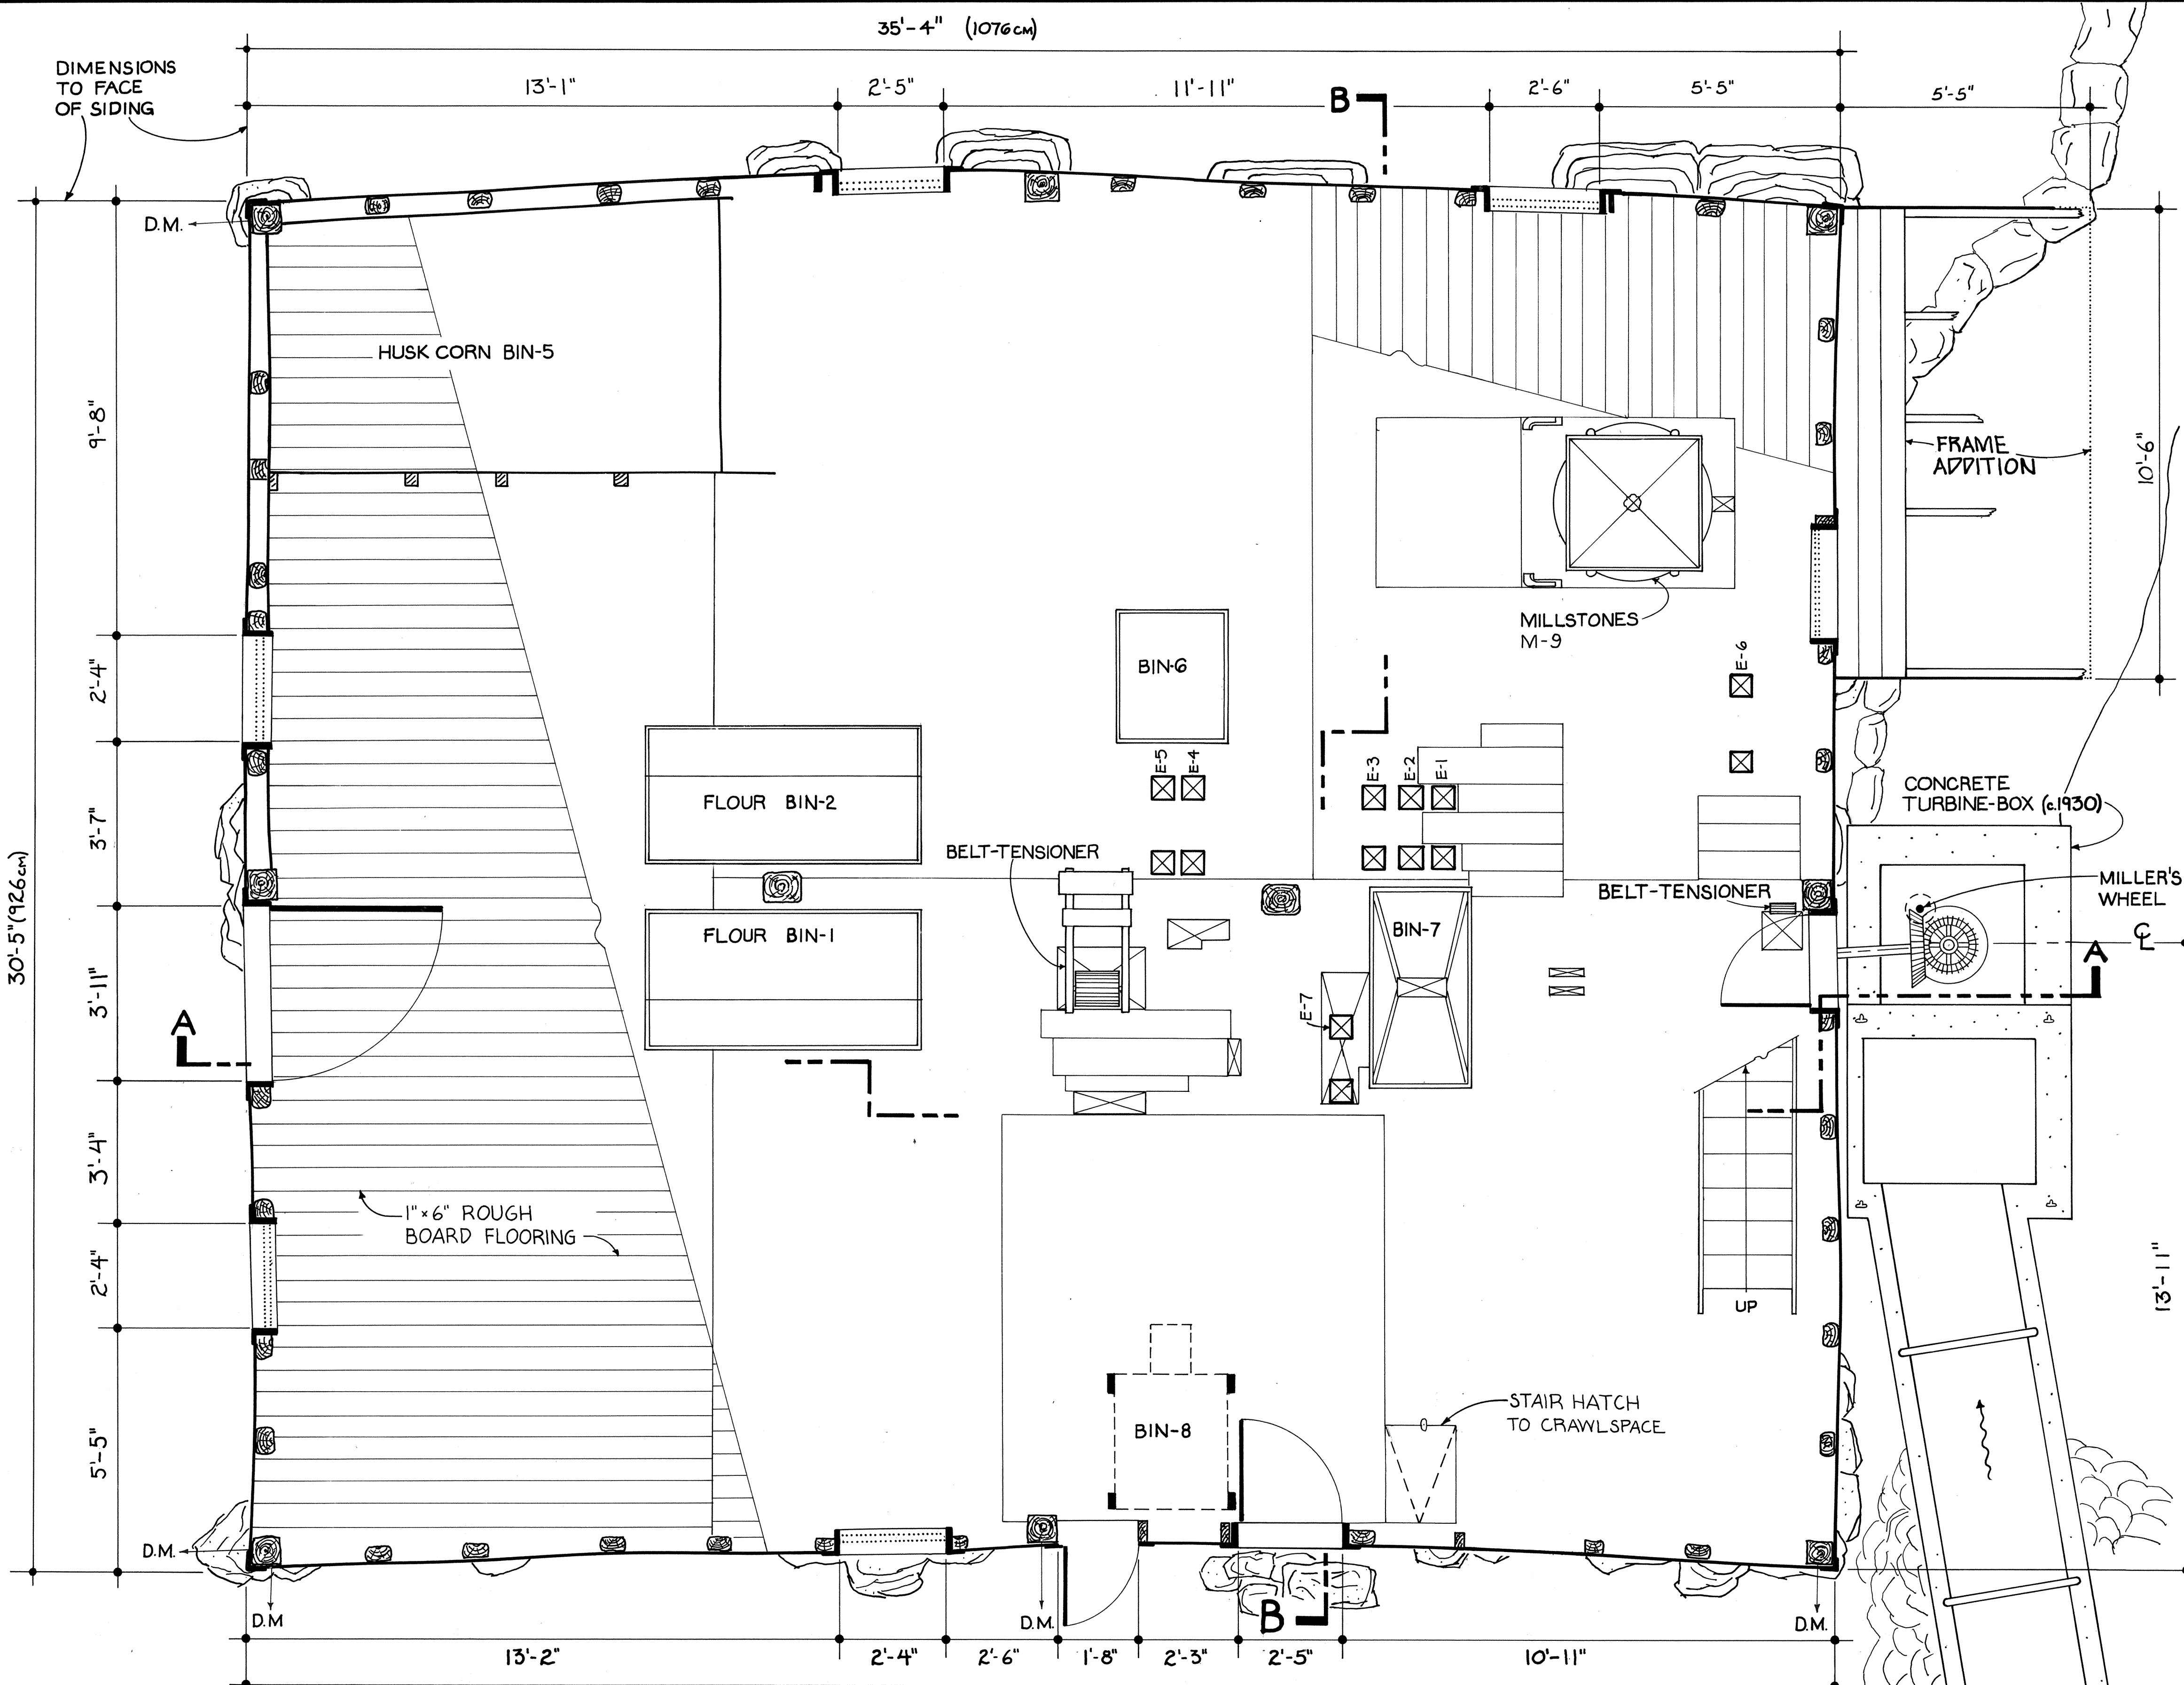 35'-4" (1076cm)
DIMENSIONS
TO FACE
OF SIDING
13'-1"
2'-5"
11'-11"
2'-6"
5'-5"
5'-5"
B
D.M.
HUSK CORN BIN-5
9'-8"
FRAME
ADDITION
10'-6"
MILLSTONES
M-9
BIN-6
E-6
2'-4"
E-5
E-4
E-3
E-2
E-1
FLOUR BIN-2
3'-7"
CONCRETE
TURBINE-BOX (c.1930)
BELT-TENSIONER
BELT-TENSIONER
MILLER'S
WHEEL
30'-5" (926cm)
FLOUR BIN-1
BIN-7
℄
A
3'-11"
E-7
A
3'-4"
1"×6" ROUGH
BOARD FLOORING
2'-4"
13'-11"
UP
STAIR HATCH
TO CRAWLSPACE
BIN-8
5'-5"
D.M.
D.M
D.M.
B
D.M.
13'-2"
2'-4"
2'-6"
1'-8"
2'-3"
2'-5"
10'-11"